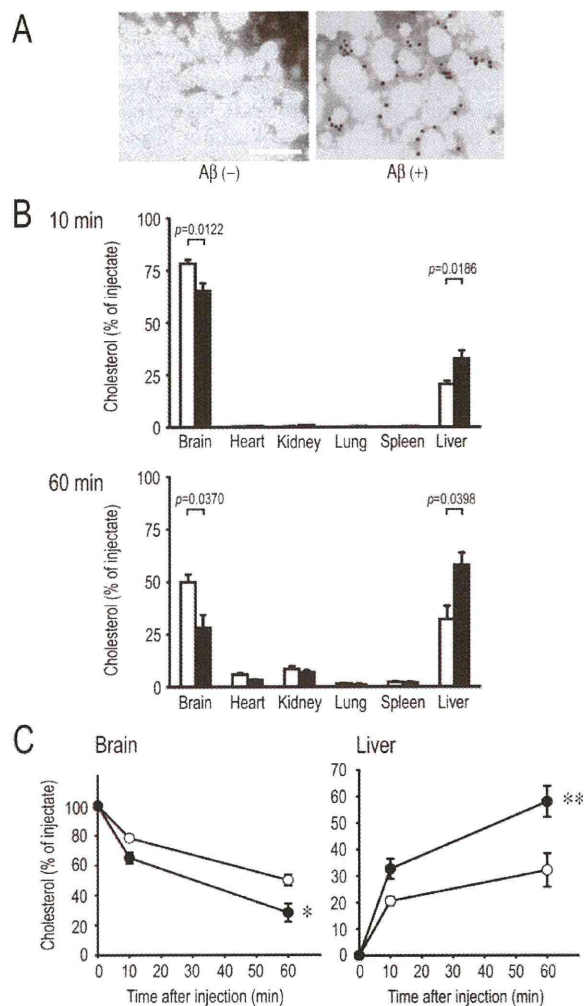 A
Aβ (−)
Aβ (+)
B
10 min
Cholesterol (% of injectate)
100
75
50
25
0
p=0.0122
p=0.0186
Brain Heart Kidney Lung Spleen Liver
60 min
Cholesterol (% of injectate)
100
75
50
25
0
p=0.0370
p=0.0398
Brain Heart Kidney Lung Spleen Liver
C
Brain
Cholesterol (% of injectate)
120
100
80
60
40
20
0
*
0 10 20 30 40 50 60
Time after injection (min)
Liver
70
60
50
40
30
20
10
0
**
0 10 20 30 40 50 60
Time after injection (min)